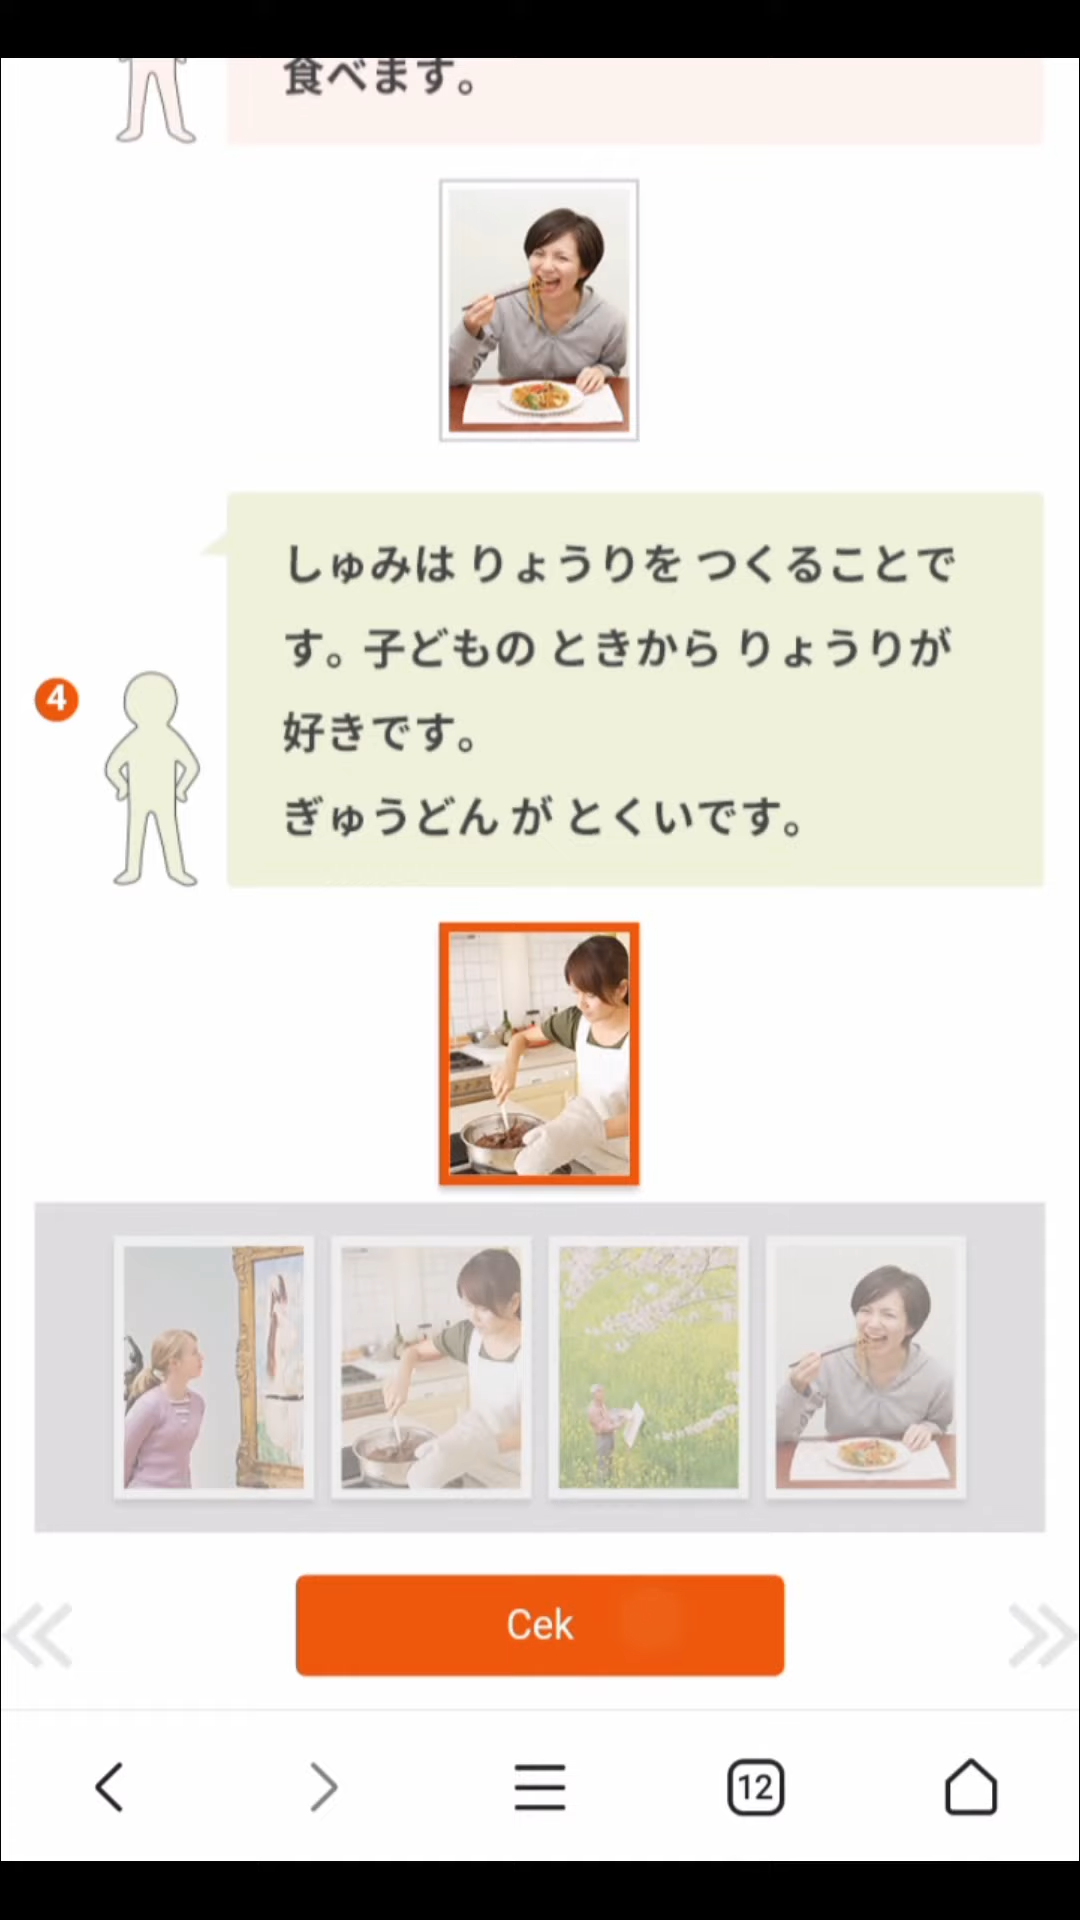 食べます。
しゅみは りょうりを つくることで
す。子どもの ときから りょうりが
4
好きです。
ぎゅうどん が とくいです。
Cek
12